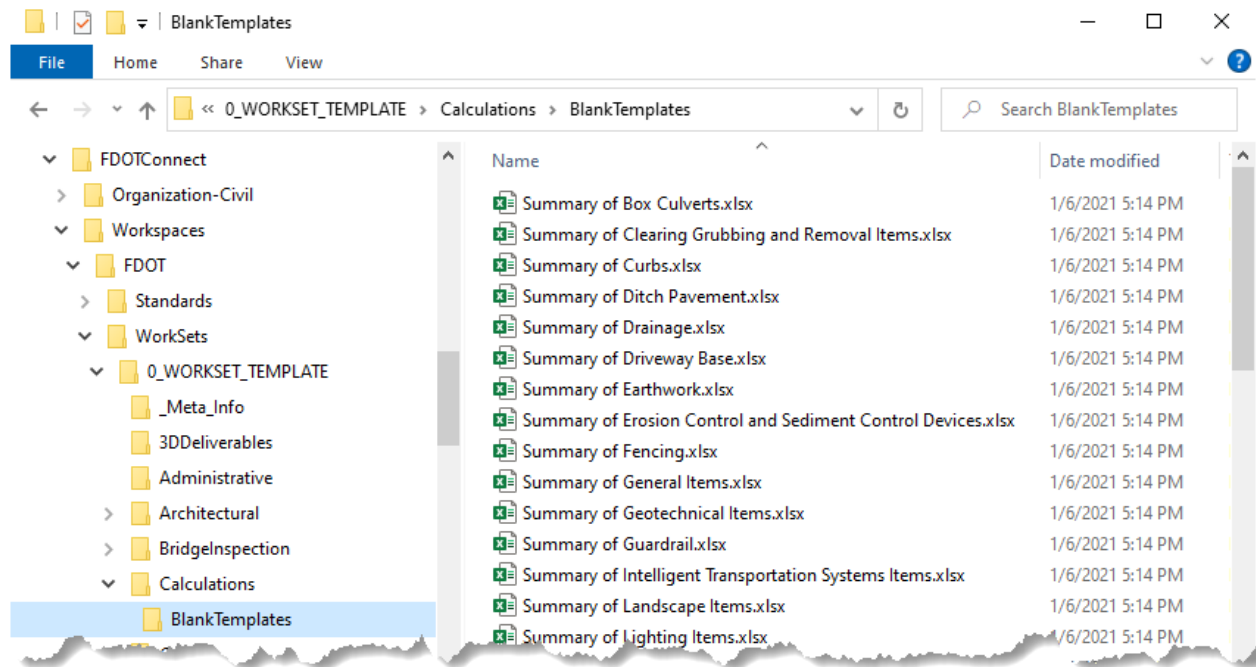 BlankTemplates
File Home Share View
« 0_WORKSET_TEMPLATE > Calculations > BlankTemplates Search BlankTemplates
FDOTConnect
Organization-Civil
Workspaces
FDOT
Standards
WorkSets
0_WORKSET_TEMPLATE
_Meta_Info
3DDeliverables
Administrative
Architectural
BridgeInspection
Calculations
BlankTemplates
Name Date modified
Summary of Box Culverts.xlsx 1/6/2021 5:14 PM
Summary of Clearing Grubbing and Removal Items.xlsx 1/6/2021 5:14 PM
Summary of Curbs.xlsx 1/6/2021 5:14 PM
Summary of Ditch Pavement.xlsx 1/6/2021 5:14 PM
Summary of Drainage.xlsx 1/6/2021 5:14 PM
Summary of Driveway Base.xlsx 1/6/2021 5:14 PM
Summary of Earthwork.xlsx 1/6/2021 5:14 PM
Summary of Erosion Control and Sediment Control Devices.xlsx 1/6/2021 5:14 PM
Summary of Fencing.xlsx 1/6/2021 5:14 PM
Summary of General Items.xlsx 1/6/2021 5:14 PM
Summary of Geotechnical Items.xlsx 1/6/2021 5:14 PM
Summary of Guardrail.xlsx 1/6/2021 5:14 PM
Summary of Intelligent Transportation Systems Items.xlsx 1/6/2021 5:14 PM
Summary of Landscape Items.xlsx 1/6/2021 5:14 PM
Summary of Lighting Items.xlsx 1/6/2021 5:14 PM